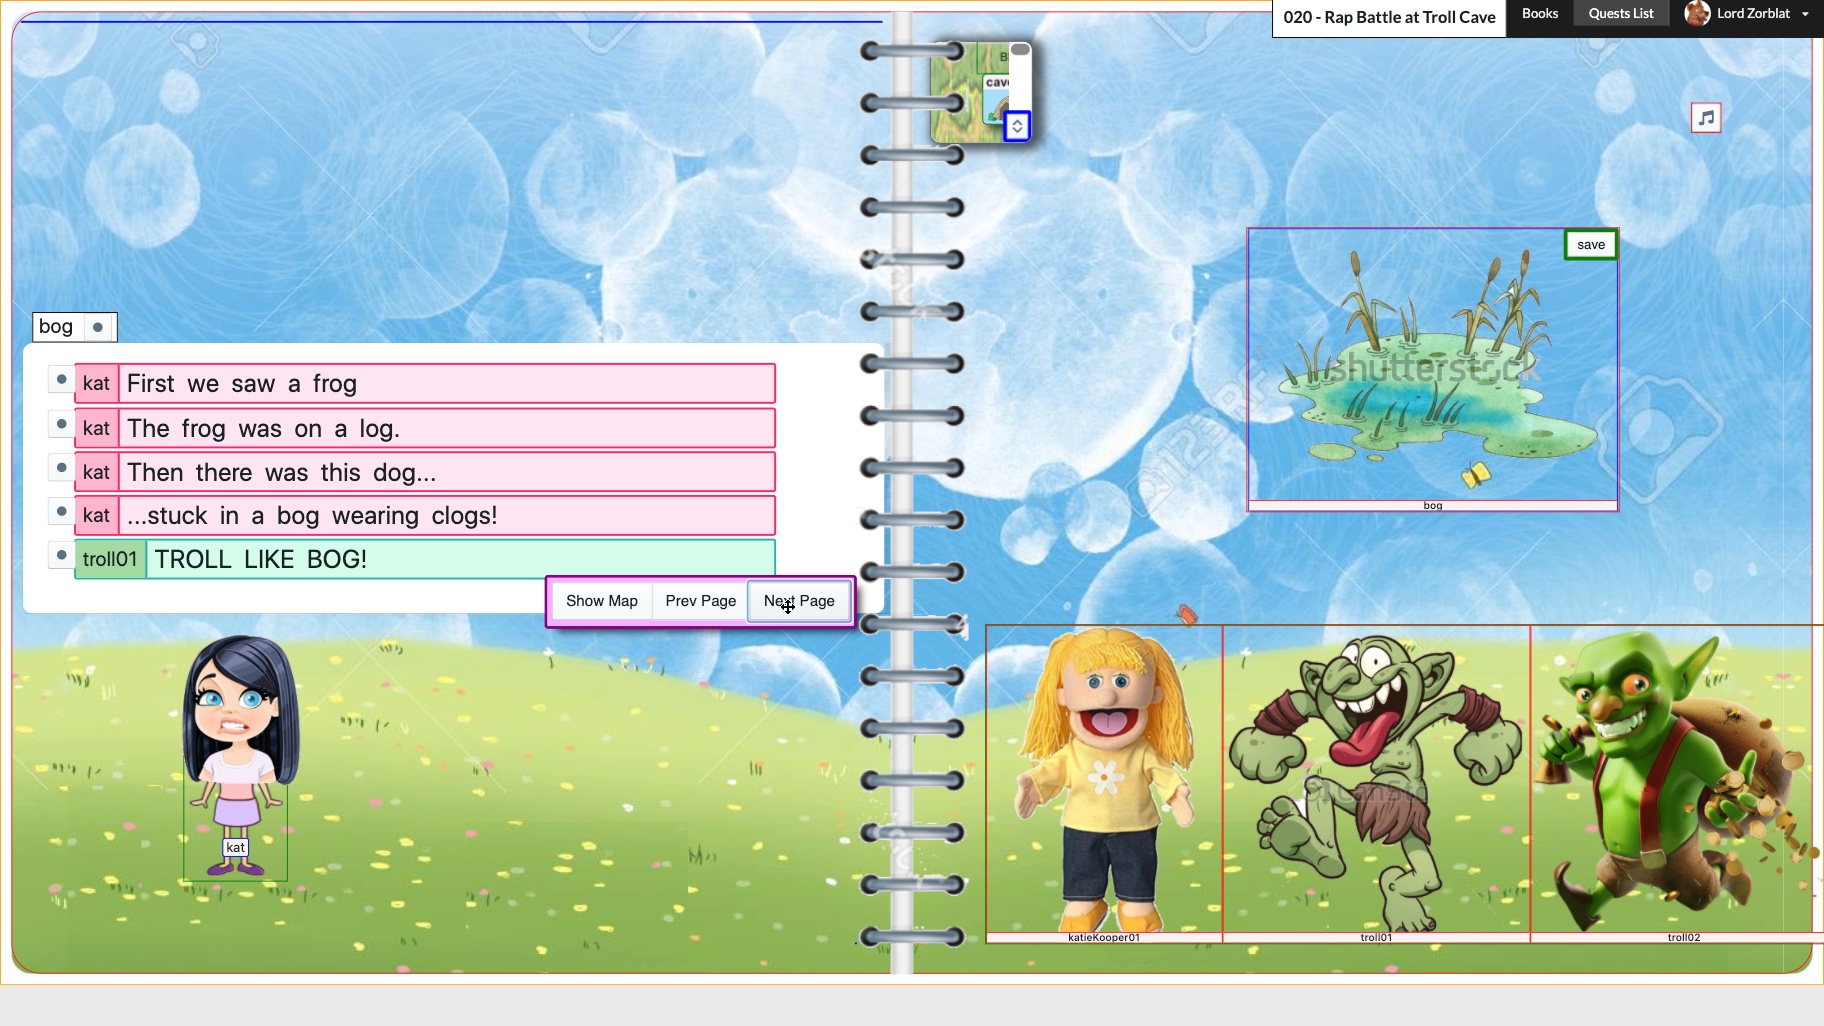 020 - Rap Battle at Troll Cave
Books
Quests List
Lord Zorblat
B
cave
save
bog
kat First we saw a frog
kat The frog was on a log.
kat Then there was this dog...
kat ...stuck in a bog wearing clogs!
troll01 TROLL LIKE BOG!
Show Map
Prev Page
Next Page
shutterstock
bog
kat
katieKooper01
troll01
troll02